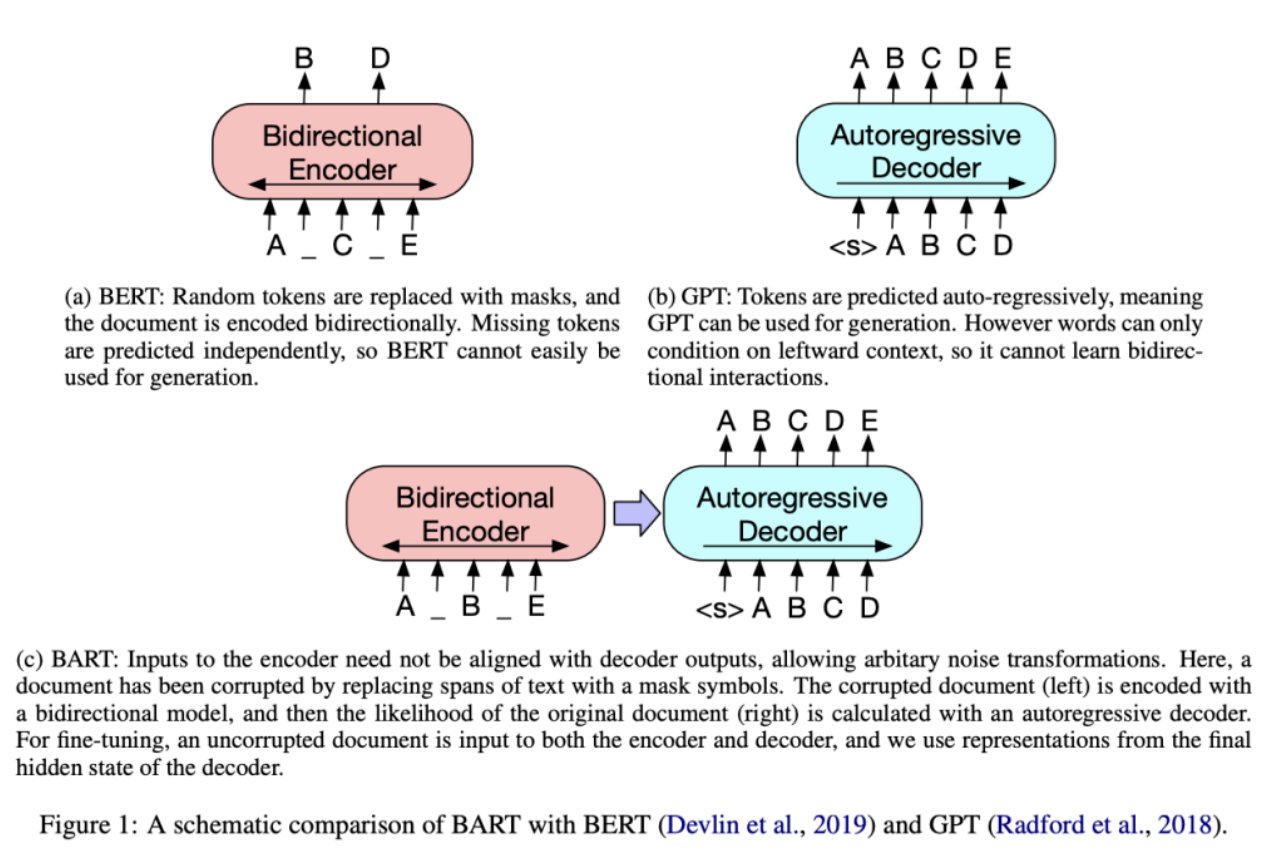 B D
Bidirectional
Encoder
A _ C _ E
(a) BERT: Random tokens are replaced with masks, and
the document is encoded bidirectionally. Missing tokens
are predicted independently, so BERT cannot easily be
used for generation.
A B C D E
Autoregressive
Decoder
<s> A B C D
(b) GPT: Tokens are predicted auto-regressively, meaning
GPT can be used for generation. However words can only
condition on leftward context, so it cannot learn bidirec-
tional interactions.
Bidirectional
Encoder
A _ B _ E
A B C D E
Autoregressive
Decoder
<s> A B C D
(c) BART: Inputs to the encoder need not be aligned with decoder outputs, allowing arbitary noise transformations. Here, a
document has been corrupted by replacing spans of text with a mask symbols. The corrupted document (left) is encoded with
a bidirectional model, and then the likelihood of the original document (right) is calculated with an autoregressive decoder.
For fine-tuning, an uncorrupted document is input to both the encoder and decoder, and we use representations from the final
hidden state of the decoder.
Figure 1: A schematic comparison of BART with BERT (Devlin et al., 2019) and GPT (Radford et al., 2018).